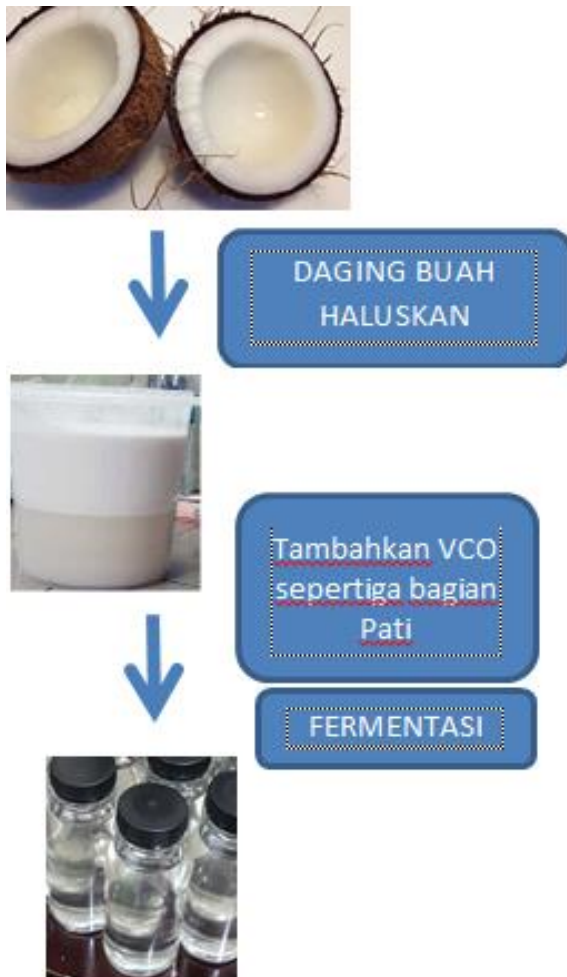 DAGING BUAH
HALUSKAN
Tambahkan VCO
sepertiga bagian
Pati
FERMENTASI